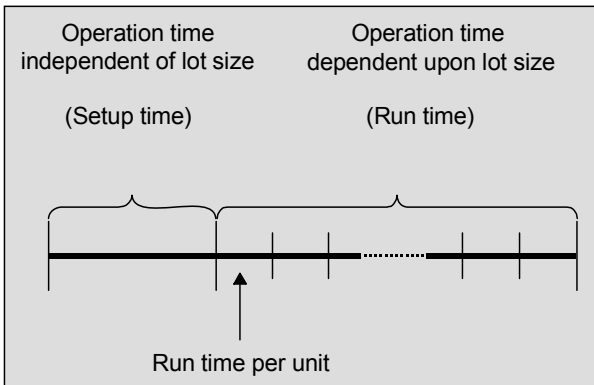 Operation time
independent of lot size
(Setup time)
Operation time
dependent upon lot size
(Run time)
Run time per unit